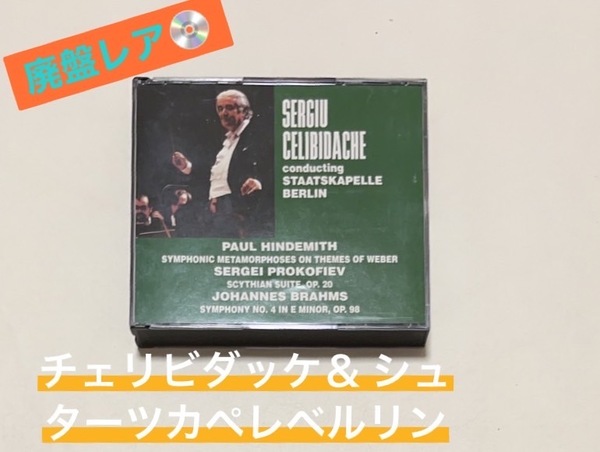 廃盤レア
SERGIU
CELIBIDACHE
conducting
STAATSKAPELLE
BERLIN
PAUL HINDEMITH
SYMPHONIC METAMORPHOSES ON THEMES OF WEBER
SERGEI PROKOFIEV
SCYTHIAN SUITE, OP. 20
JOHANNES BRAHMS
SYMPHONY NO. 4 IN E MINOR, OP. 98
チェリビダッケ& シュ
ターツカペレベルリン